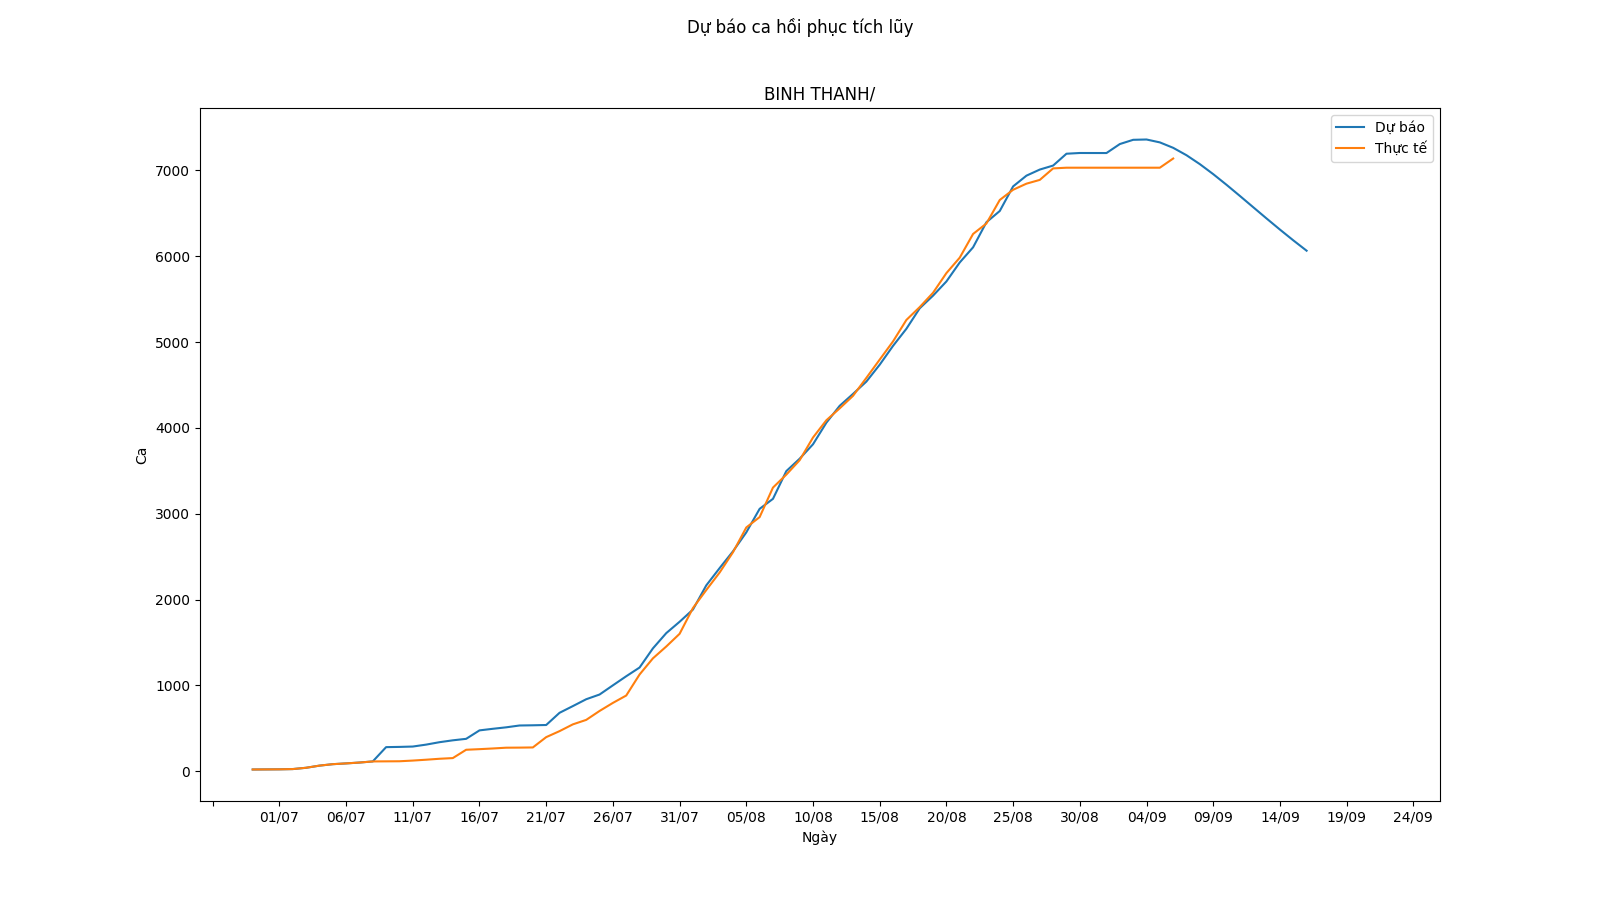 Dự báo ca hồi phục tích lũy
BINH THANH/
Dự báo
Thực tế
7000
6000
5000
4000
3000
2000
1000
0
Ca
01/07 06/07 11/07 16/07 21/07 26/07 31/07 05/08 10/08 15/08 20/08 25/08 30/08 04/09 09/09 14/09 19/09 24/09
Ngày